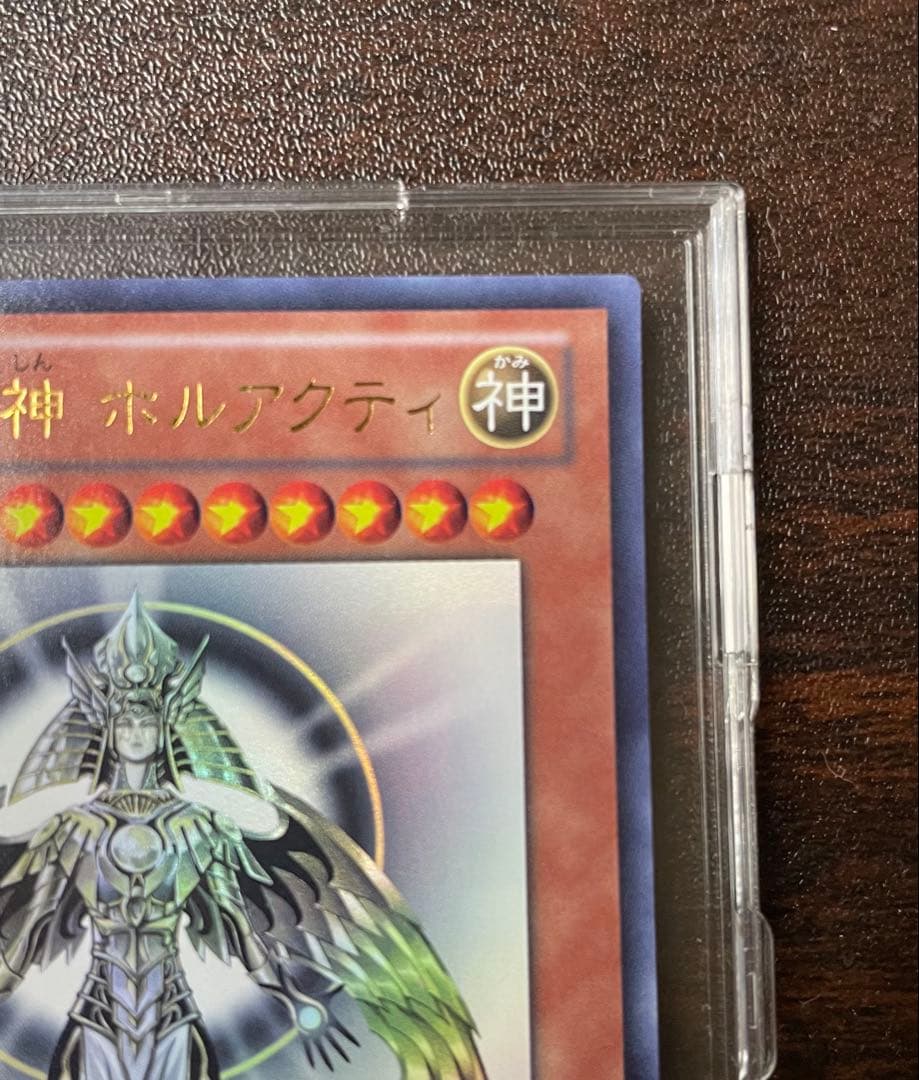 しん かみ
神 ホルアクティ 神